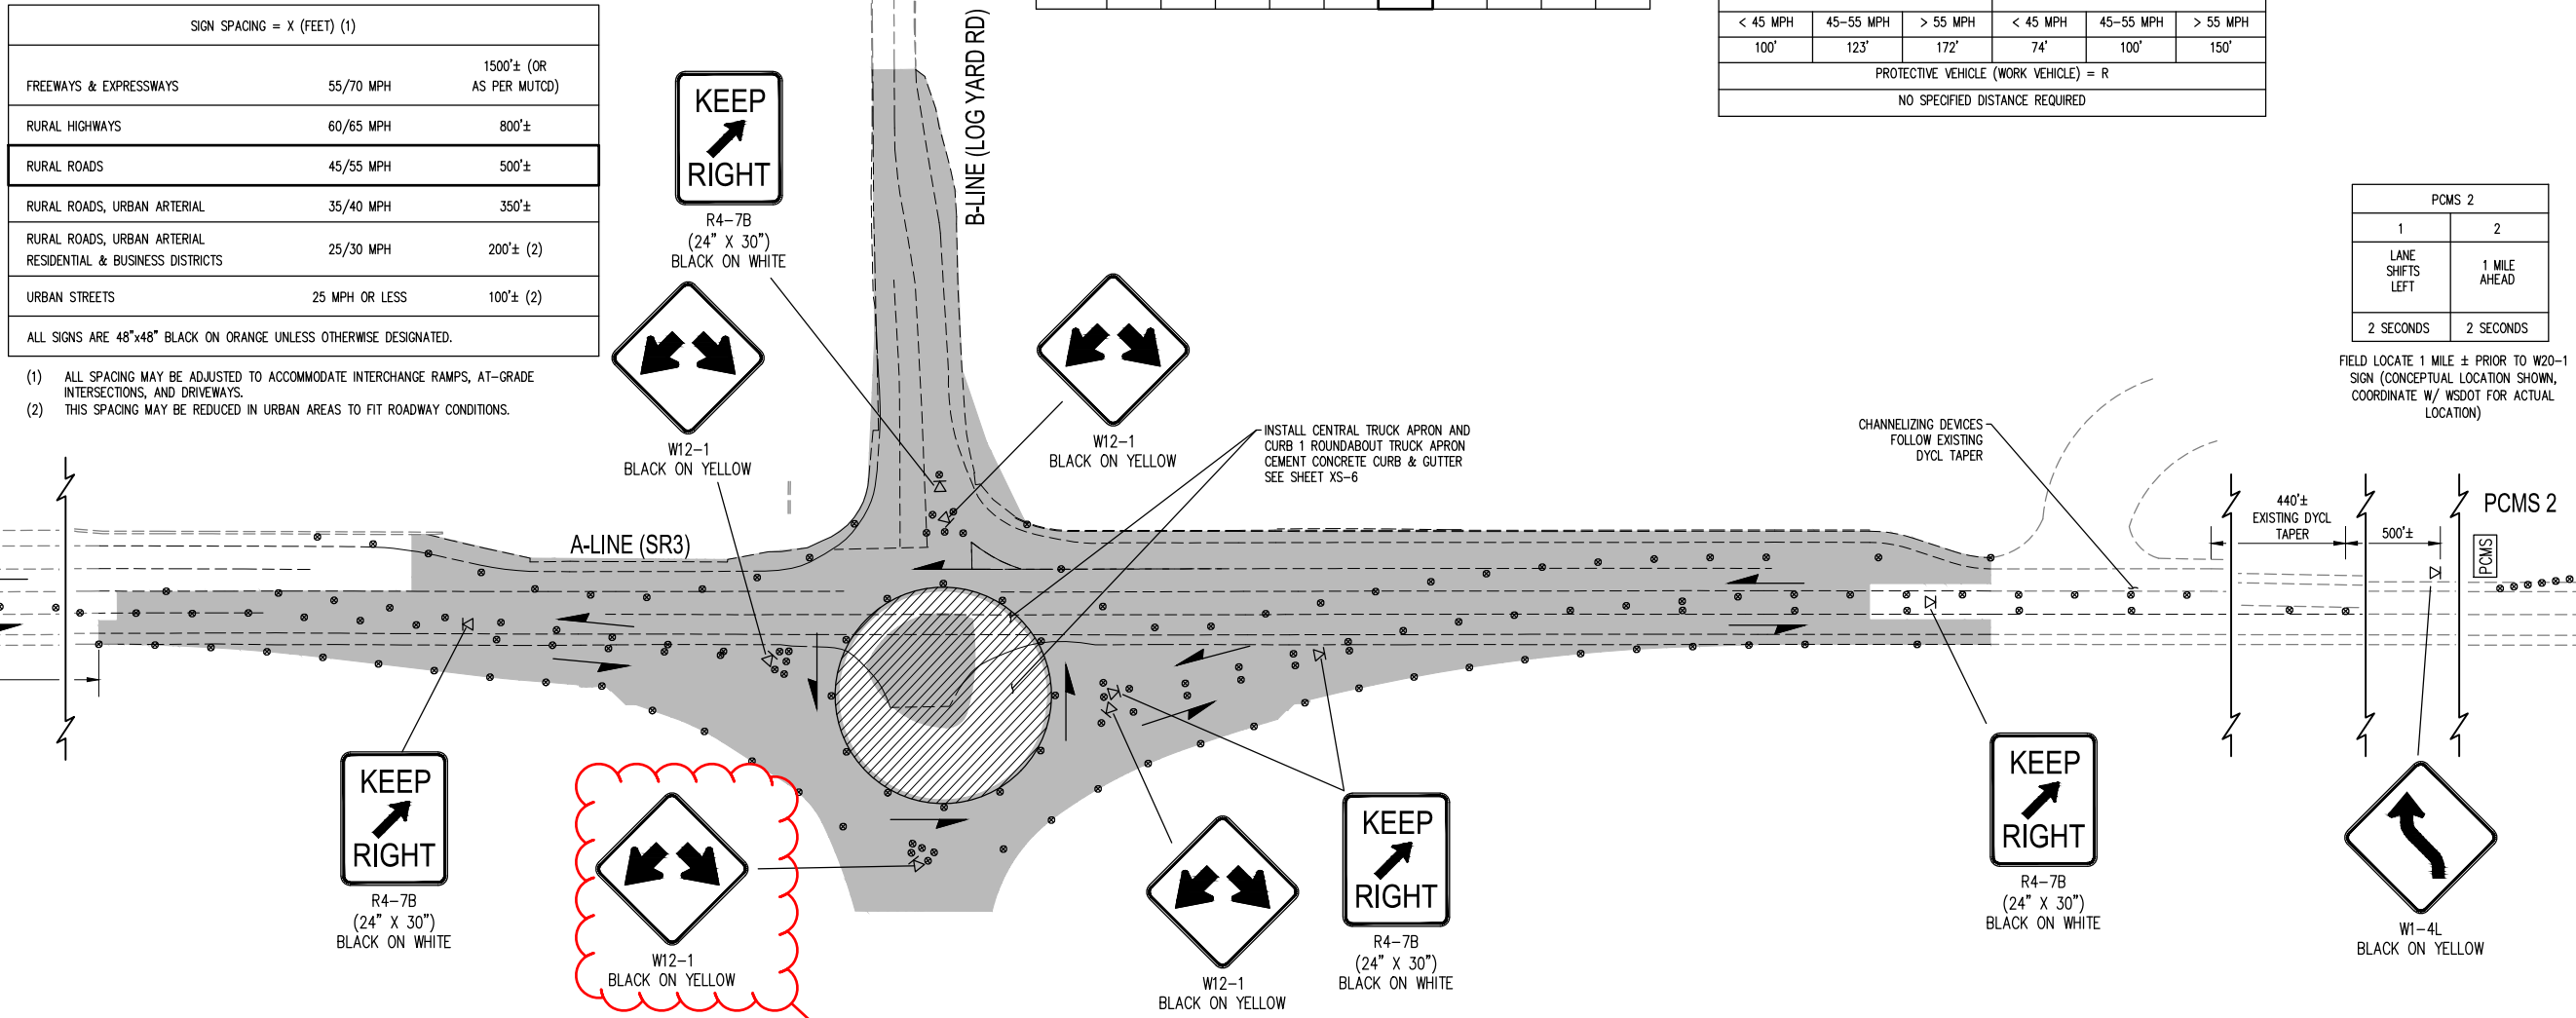 SIGN SPACING = X (FEET) (1)
FREEWAYS & EXPRESSWAYS 55/70 MPH 1500'± (OR AS PER MUTCD)
RURAL HIGHWAYS 60/65 MPH 800'±
RURAL ROADS 45/55 MPH 500'±
RURAL ROADS, URBAN ARTERIAL 35/40 MPH 350'±
RURAL ROADS, URBAN ARTERIAL
RESIDENTIAL & BUSINESS DISTRICTS 25/30 MPH 200'± (2)
URBAN STREETS 25 MPH OR LESS 100'± (2)
ALL SIGNS ARE 48"x48" BLACK ON ORANGE UNLESS OTHERWISE DESIGNATED.
(1) ALL SPACING MAY BE ADJUSTED TO ACCOMMODATE INTERCHANGE RAMPS, AT-GRADE
INTERSECTIONS, AND DRIVEWAYS.
(2) THIS SPACING MAY BE REDUCED IN URBAN AREAS TO FIT ROADWAY CONDITIONS.
KEEP
RIGHT
R4-7B
(24" X 30")
BLACK ON WHITE
W12-1
BLACK ON YELLOW
B-LINE (LOG YARD RD)
W12-1
BLACK ON YELLOW
INSTALL CENTRAL TRUCK APRON AND
CURB 1 ROUNDABOUT TRUCK APRON
CEMENT CONCRETE CURB & GUTTER
SEE SHEET XS-6
< 45 MPH 45-55 MPH > 55 MPH < 45 MPH 45-55 MPH > 55 MPH
100' 123' 172' 74' 100' 150'
PROTECTIVE VEHICLE (WORK VEHICLE) = R
NO SPECIFIED DISTANCE REQUIRED
PCMS 2
1 2
LANE
SHIFTS
LEFT
1 MILE
AHEAD
2 SECONDS 2 SECONDS
FIELD LOCATE 1 MILE ± PRIOR TO W20-1
SIGN (CONCEPTUAL LOCATION SHOWN,
COORDINATE W/ WSDOT FOR ACTUAL
LOCATION)
CHANNELIZING DEVICES
FOLLOW EXISTING
DYCL TAPER
440'±
EXISTING DYCL
TAPER
500'±
PCMS 2
PCMS
A-LINE (SR3)
KEEP
RIGHT
R4-7B
(24" X 30")
BLACK ON WHITE
W12-1
BLACK ON YELLOW
W12-1
BLACK ON YELLOW
KEEP
RIGHT
R4-7B
(24" X 30")
BLACK ON WHITE
KEEP
RIGHT
R4-7B
(24" X 30")
BLACK ON WHITE
W1-4L
BLACK ON YELLOW